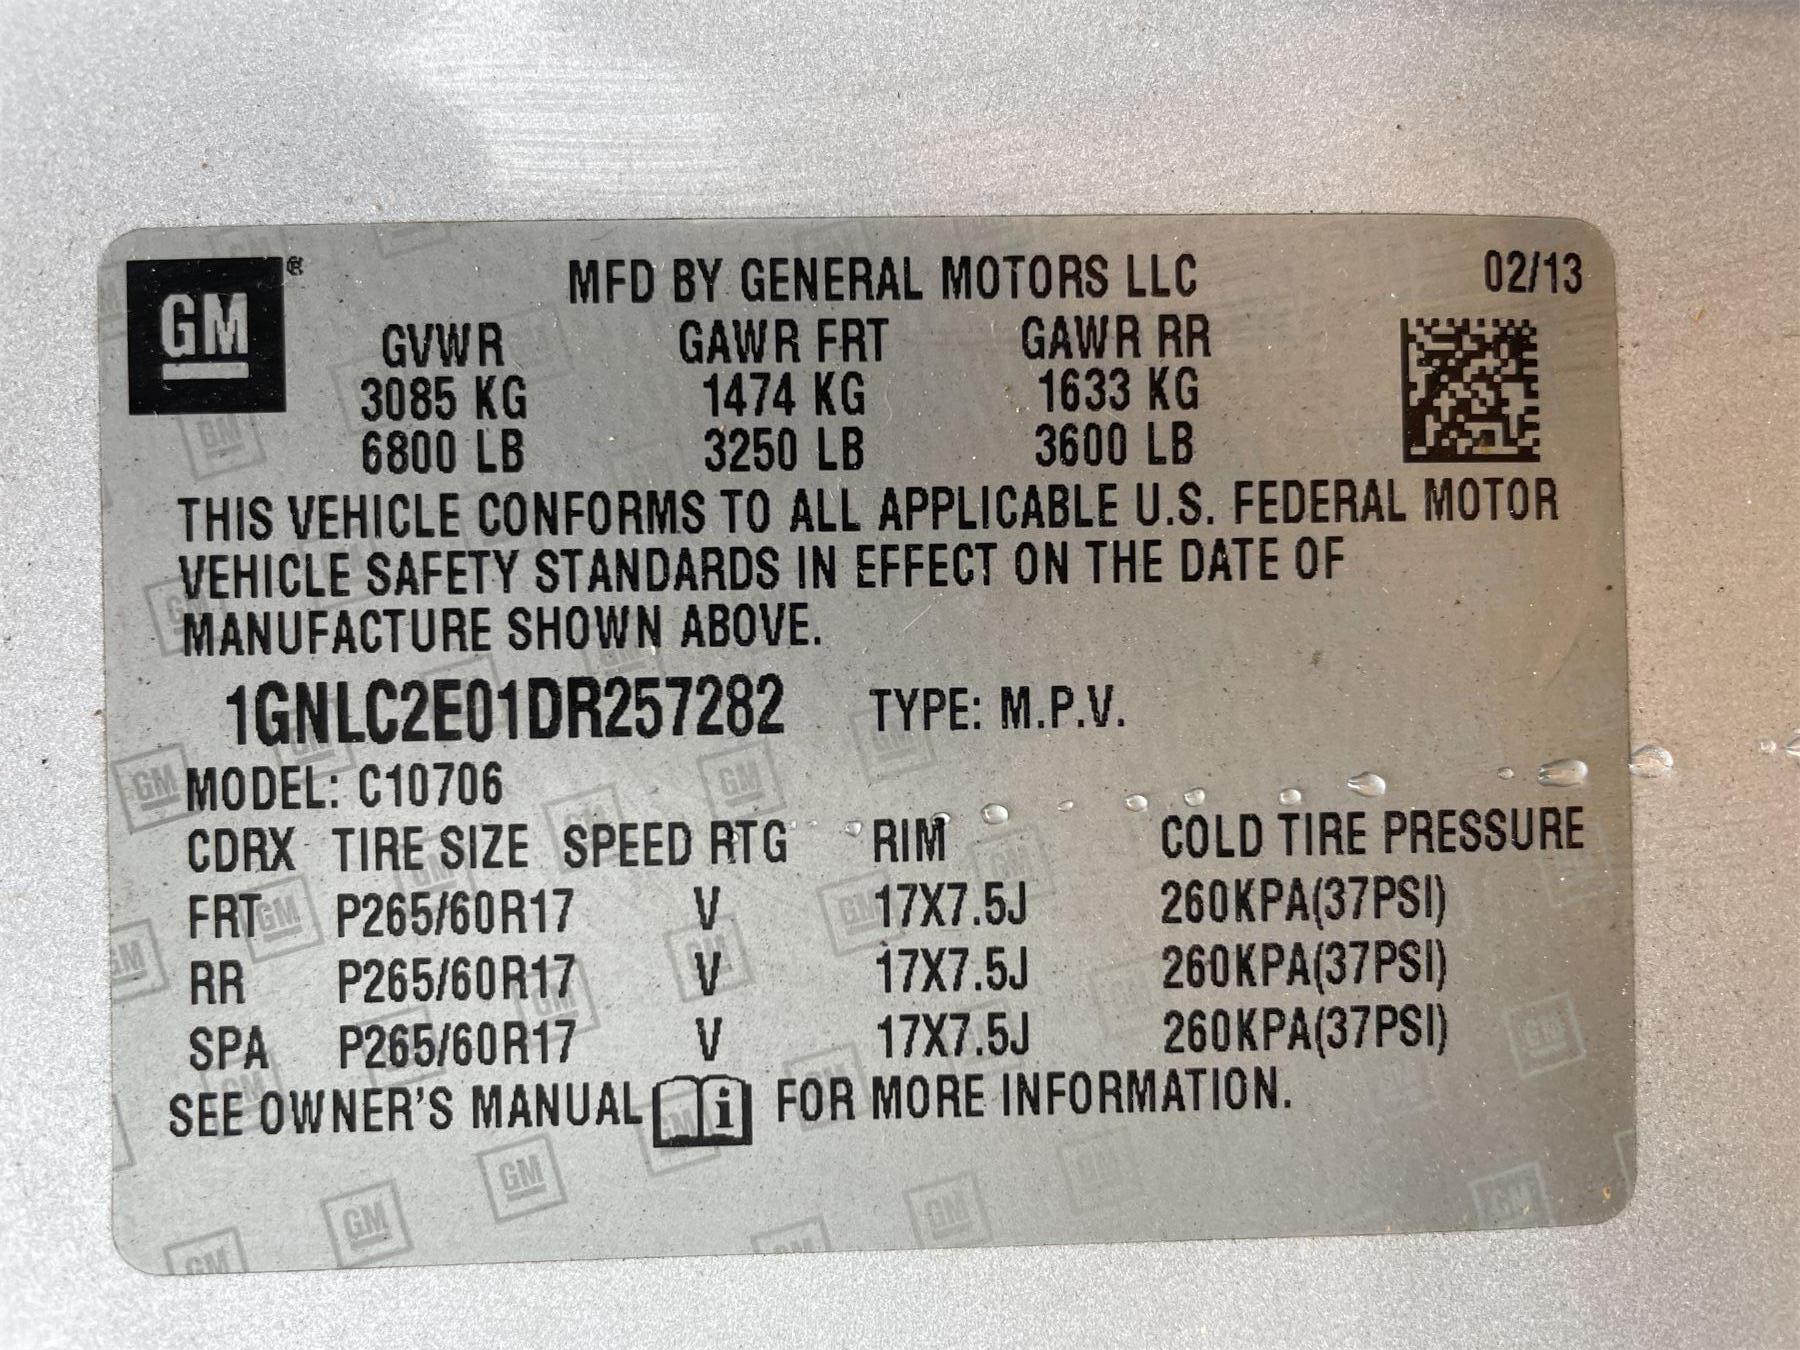 GM ®
MFD BY GENERAL MOTORS LLC 02/13
GVWR GAWR FRT GAWR RR
3085 KG 1474 KG 1633 KG
6800 LB 3250 LB 3600 LB
THIS VEHICLE CONFORMS TO ALL APPLICABLE U.S. FEDERAL MOTOR
VEHICLE SAFETY STANDARDS IN EFFECT ON THE DATE OF
MANUFACTURE SHOWN ABOVE.
1GNLC2E01DR257282 TYPE: M.P.V.
MODEL: C10706
CDRX TIRE SIZE SPEED RTG RIM COLD TIRE PRESSURE
FRT P265/60R17 V 17X7.5J 260KPA(37PSI)
RR P265/60R17 V 17X7.5J 260KPA(37PSI)
SPA P265/60R17 V 17X7.5J 260KPA(37PSI)
SEE OWNER'S MANUAL i FOR MORE INFORMATION.